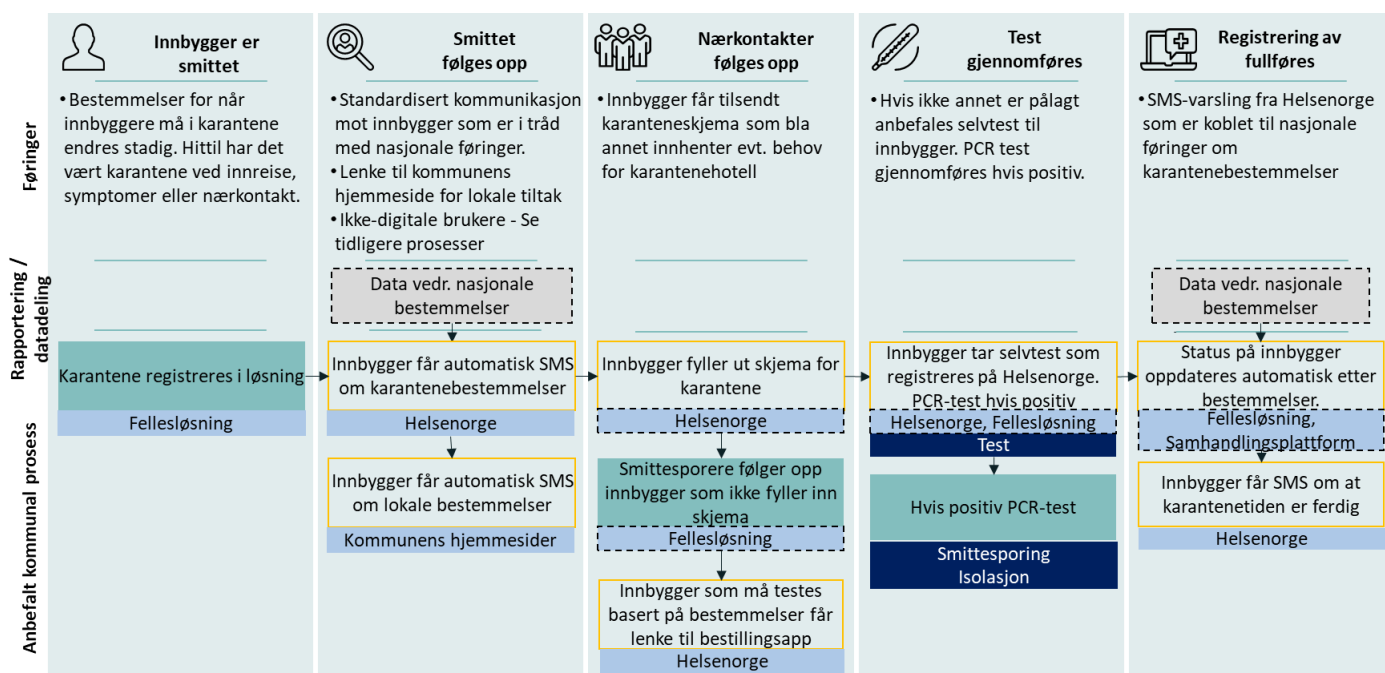 Innbygger er
smittet
Smittet
følges opp
Nærkontakter
følges opp
Test
gjennomføres
Registrering av
fullføres
Føringer
•Bestemmelser for når
innbyggere må i karantene
endres stadig. Hittil har det
vært karantene ved innreise,
symptomer eller nærkontakt.
•Standardisert kommunikasjon
mot innbygger som er i tråd
med nasjonale føringer.
•Lenke til kommunens
hjemmeside for lokale tiltak
•Ikke-digitale brukere - Se
tidligere prosesser
•Innbygger får tilsendt
karanteneskjema som bla
annet innhenter evt. behov
for karantenehotell
•Hvis ikke annet er pålagt
anbefales selvtest til
innbygger. PCR test
gjennomføres hvis positiv.
•SMS-varsling fra Helsenorge
som er koblet til nasjonale
føringer om
karantenebestemmelser
Rapportering /
datadeling
Data vedr. nasjonale
bestemmelser
Data vedr. nasjonale
bestemmelser
Anbefalt kommunal prosess
Karantene registreres i løsning
Fellesløsning
Innbygger får automatisk SMS
om karantenebestemmelser
Helsenorge
Innbygger får automatisk SMS
om lokale bestemmelser
Kommunens hjemmesider
Innbygger fyller ut skjema for
karantene
Helsenorge
Smittesporere følger opp
innbygger som ikke fyller inn
skjema
Fellesløsning
Innbygger som må testes
basert på bestemmelser får
lenke til bestillingsapp
Helsenorge
Innbygger tar selvtest som
registreres på Helsenorge.
PCR-test hvis positiv
Helsenorge, Fellesløsning
Test
Hvis positiv PCR-test
Smittesporing
Isolasjon
Status på innbygger
oppdateres automatisk etter
bestemmelser.
Fellesløsning,
Samhandlingsplattform
Innbygger får SMS om at
karantenetiden er ferdig
Helsenorge